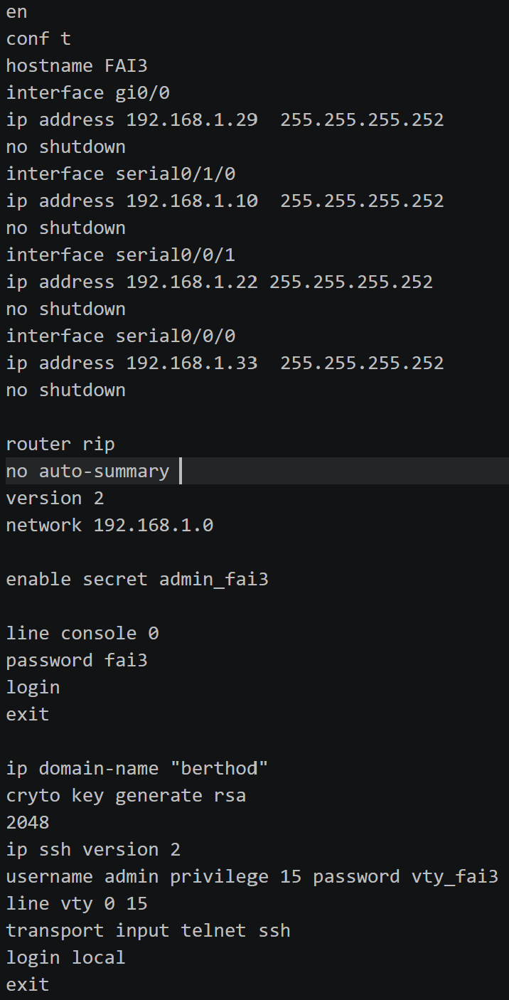 en
conf t
hostname FAI3
interface gi0/0
ip address 192.168.1.29  255.255.255.252
no shutdown
interface serial0/1/0
ip address 192.168.1.10  255.255.255.252
no shutdown
interface serial0/0/1
ip address 192.168.1.22 255.255.255.252
no shutdown
interface serial0/0/0
ip address 192.168.1.33  255.255.255.252
no shutdown
router rip
no auto-summary
version 2
network 192.168.1.0
enable secret admin_fai3
line console 0
password fai3
login
exit
ip domain-name "berthod"
cryto key generate rsa
2048
ip ssh version 2
username admin privilege 15 password vty_fai3
line vty 0 15
transport input telnet ssh
login local
exit